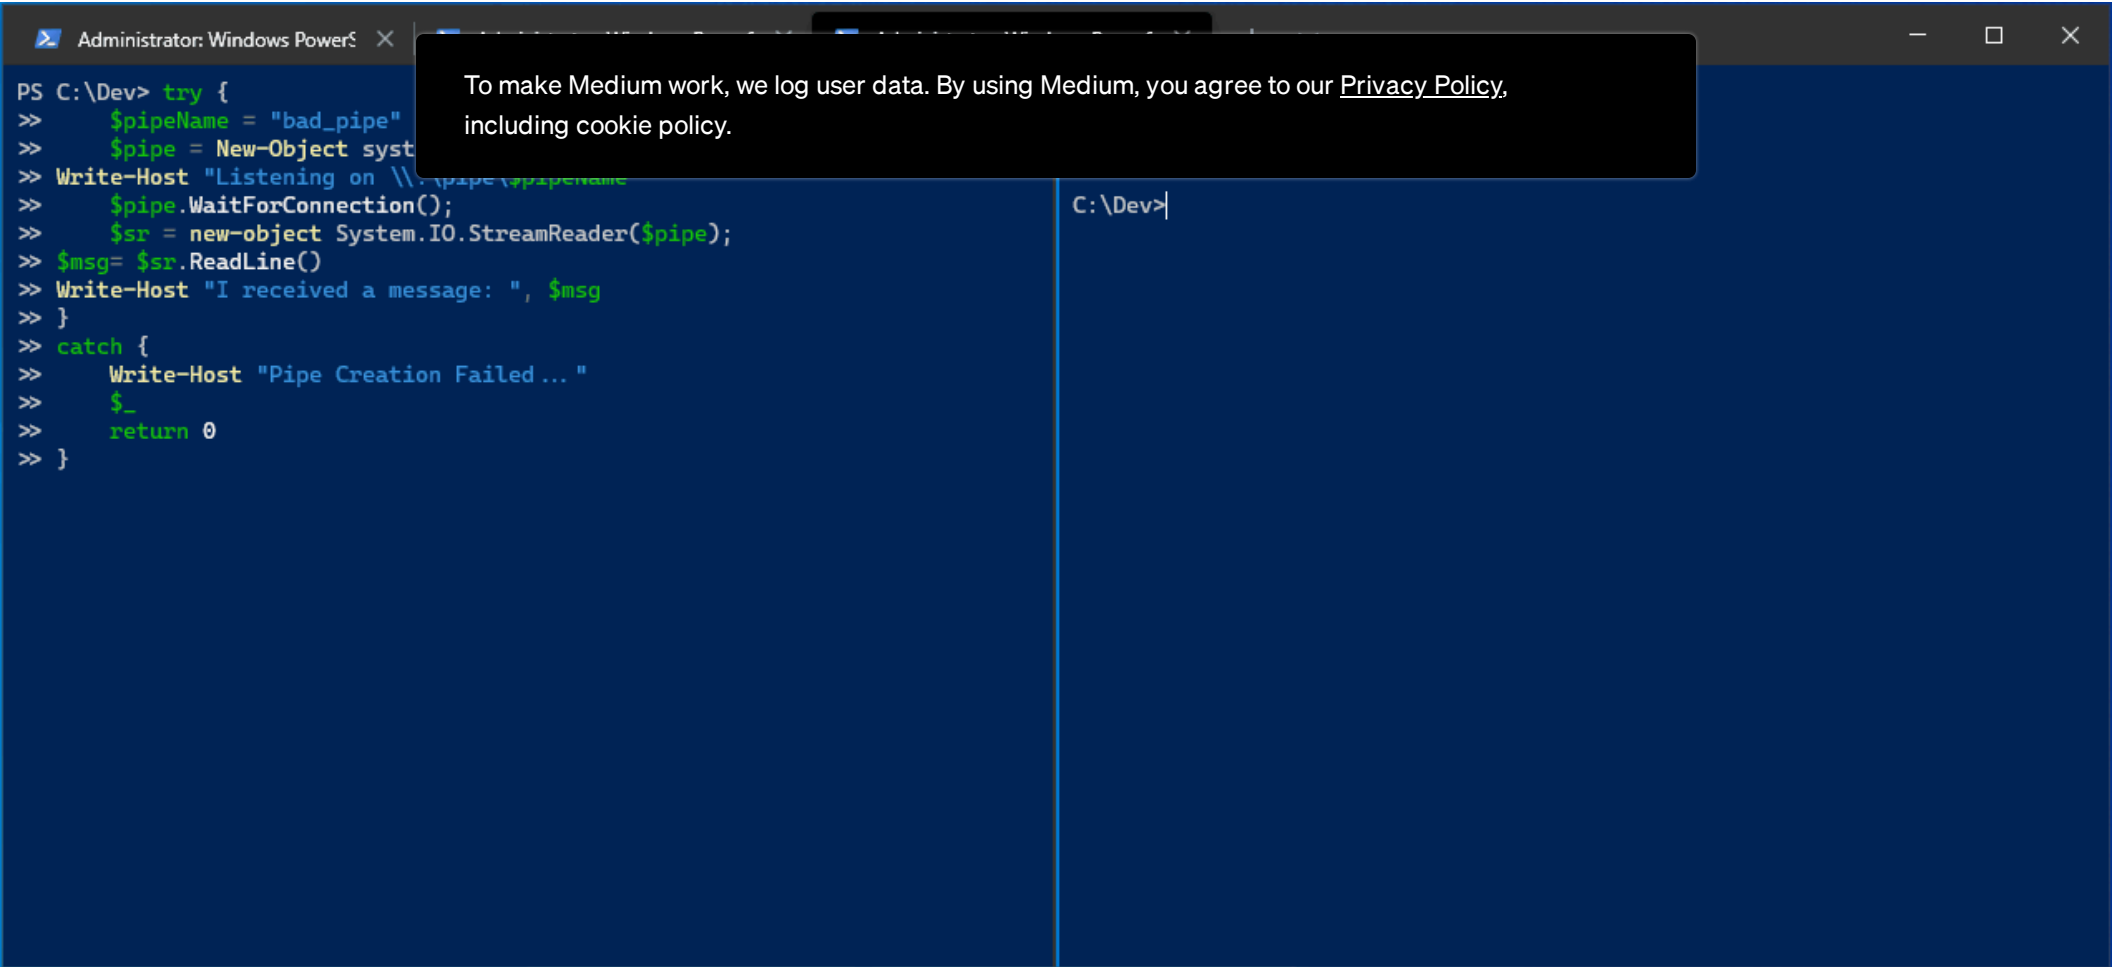 Administrator: Windows PowerS
To make Medium work, we log user data. By using Medium, you agree to our Privacy Policy,
including cookie policy.
PS C:\Dev> try {
>>     $pipeName = "bad_pipe"
>>     $pipe = New-Object syst
>> Write-Host "Listening on \\.\pipe\$pipeName
>>     $pipe.WaitForConnection();
>>     $sr = new-object System.IO.StreamReader($pipe);
>> $msg= $sr.ReadLine()
>> Write-Host "I received a message: ", $msg
>> }
>> catch {
>>     Write-Host "Pipe Creation Failed..."
>>     $_
>>     return 0
>> }
C:\Dev>